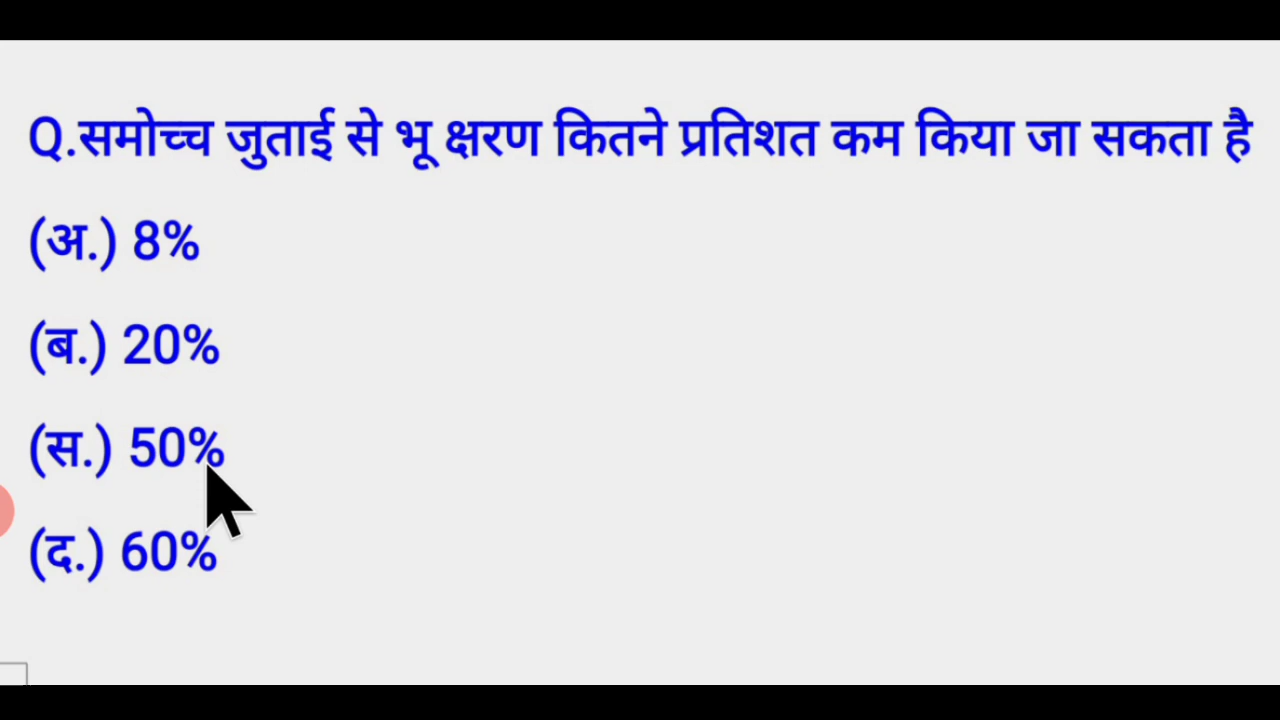 Q.समोच्च जुताई से भू क्षरण कितने प्रतिशत कम किया जा सकता है
(अ.) 8%
(ब.) 20%
(स.) 50%
(द.) 60%